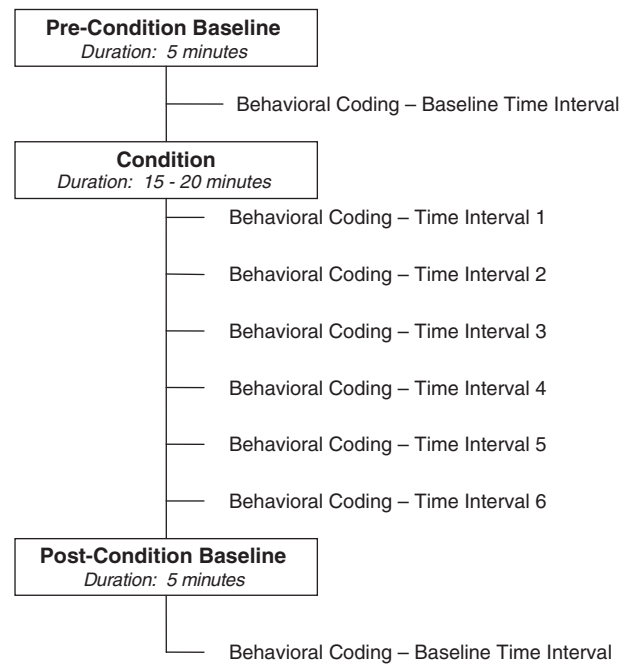 Pre-Condition Baseline
Duration: 5 minutes
Behavioral Coding – Baseline Time Interval
Condition
Duration: 15 - 20 minutes
Behavioral Coding – Time Interval 1
Behavioral Coding – Time Interval 2
Behavioral Coding – Time Interval 3
Behavioral Coding – Time Interval 4
Behavioral Coding – Time Interval 5
Behavioral Coding – Time Interval 6
Post-Condition Baseline
Duration: 5 minutes
Behavioral Coding – Baseline Time Interval